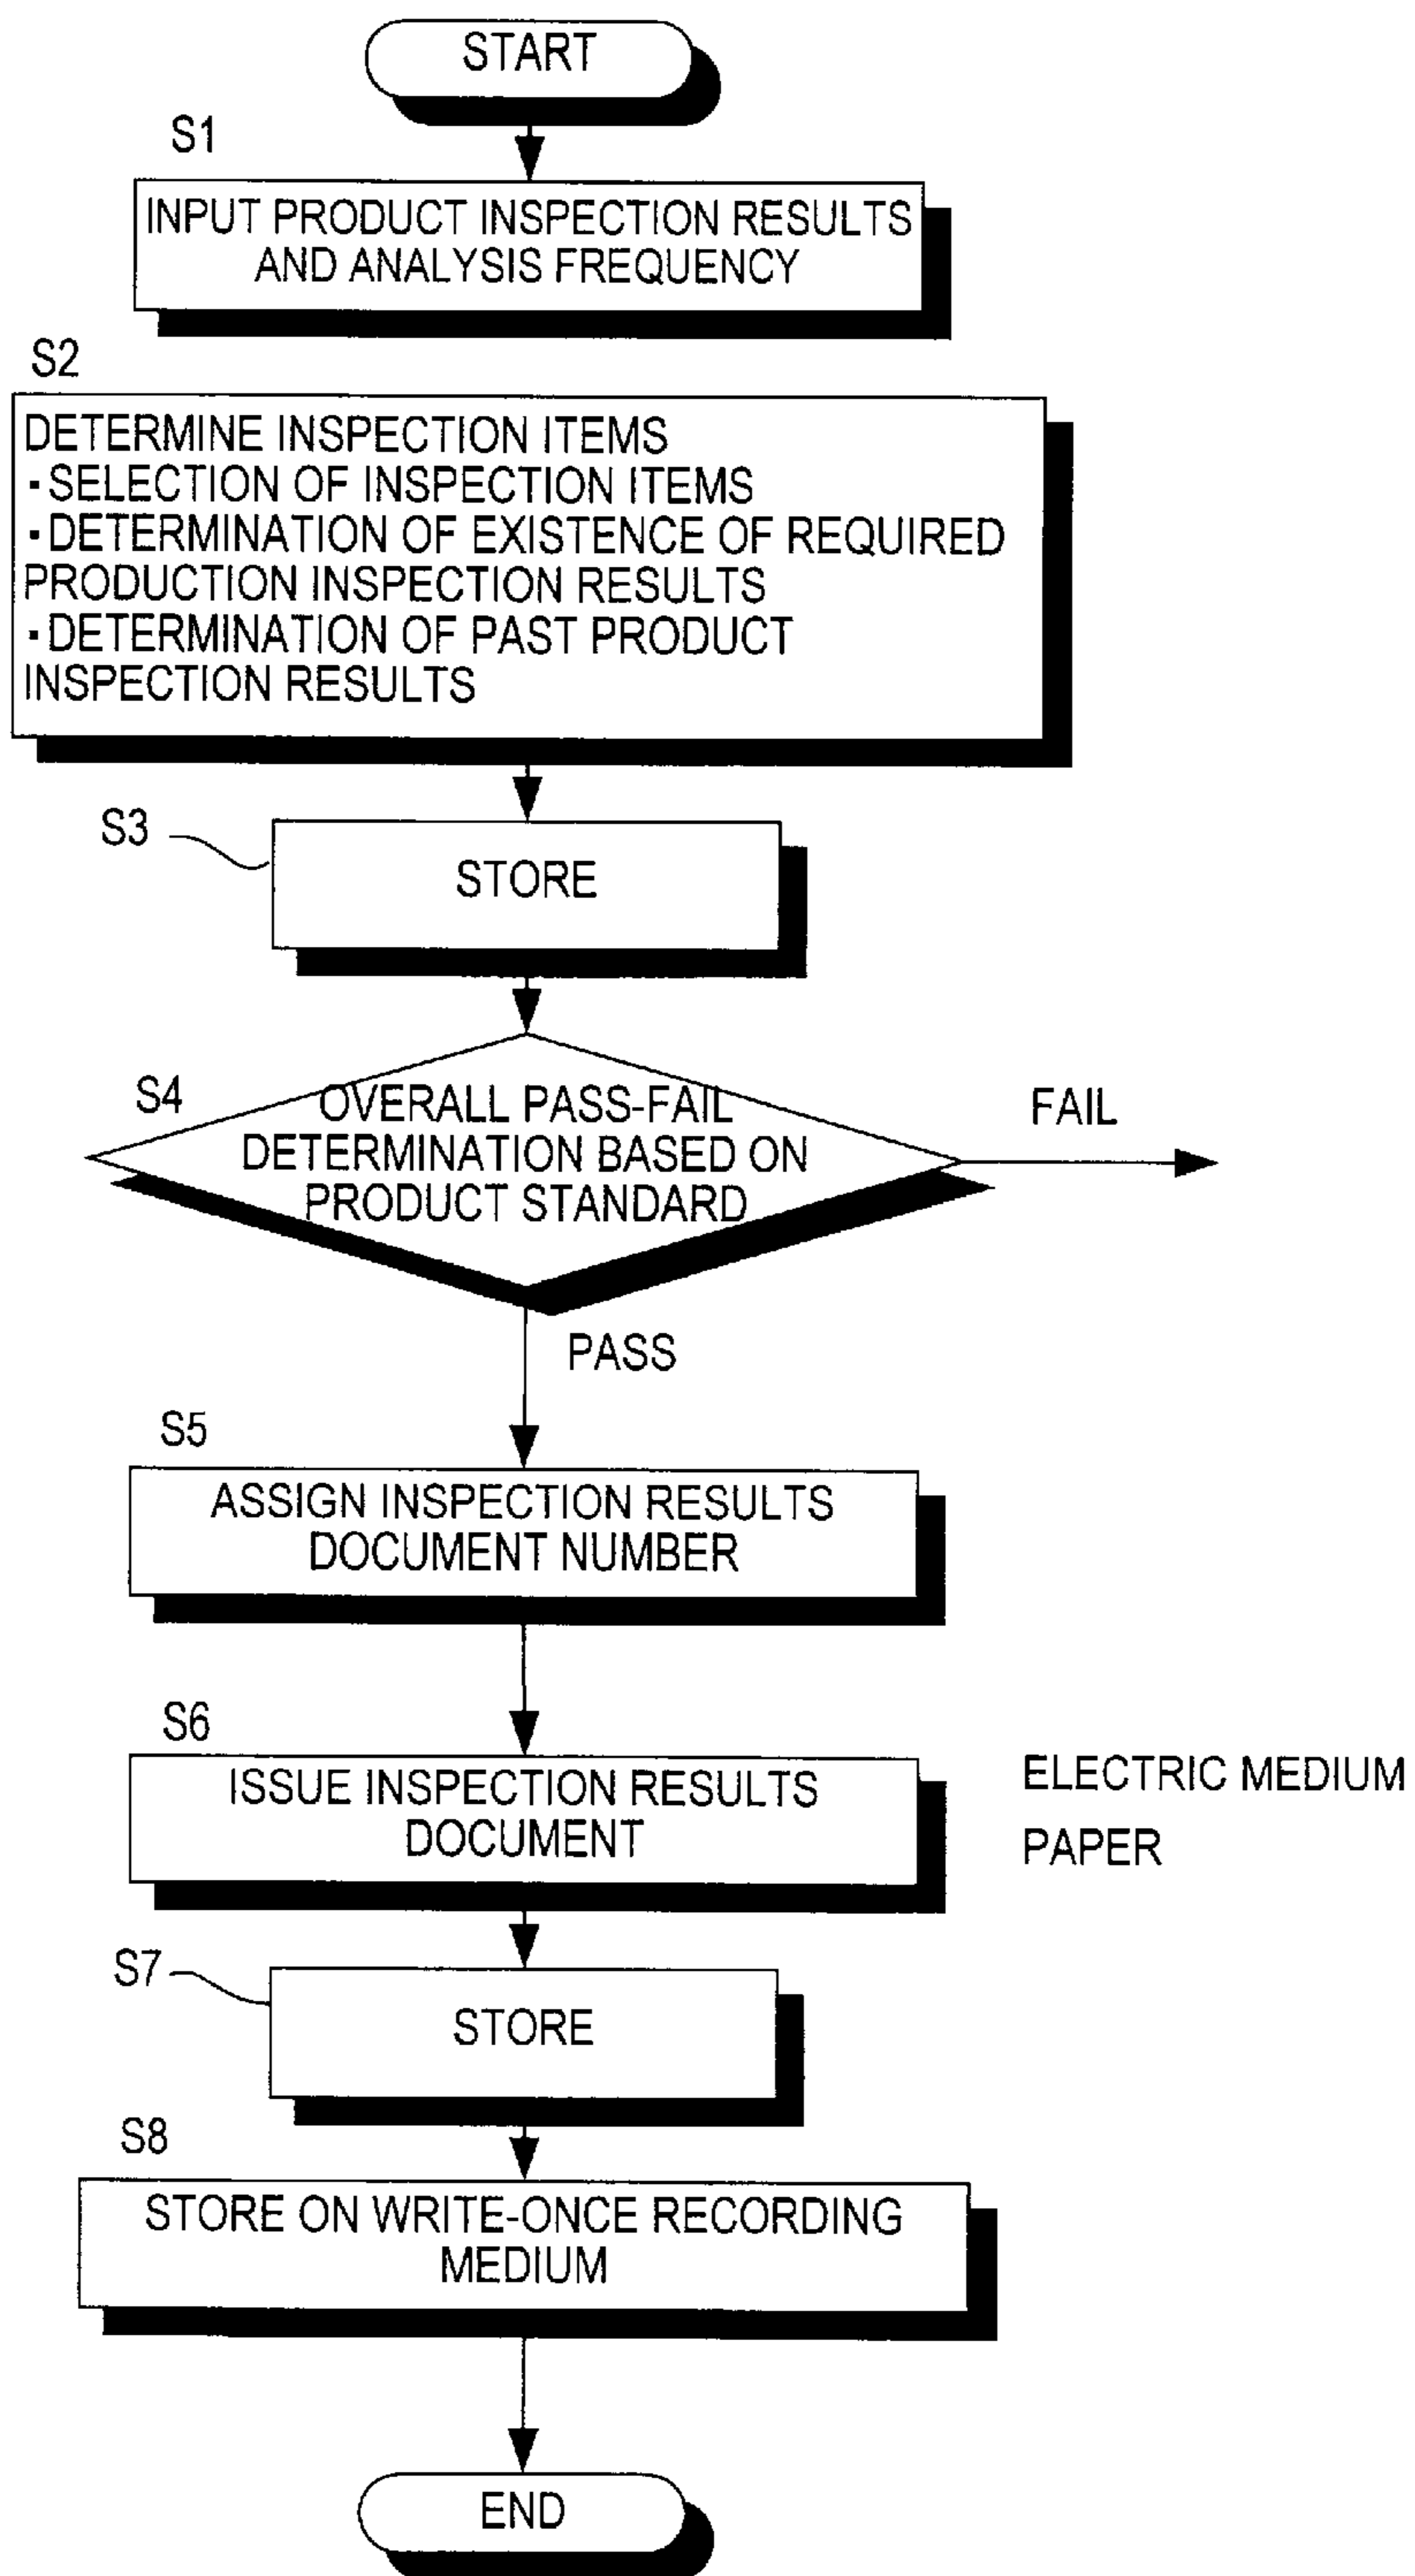 START
S1
INPUT PRODUCT INSPECTION RESULTS
AND ANALYSIS FREQUENCY
S2
DETERMINE INSPECTION ITEMS
▪SELECTION OF INSPECTION ITEMS
▪DETERMINATION OF EXISTENCE OF REQUIRED
PRODUCTION INSPECTION RESULTS
▪DETERMINATION OF PAST PRODUCT
INSPECTION RESULTS
S3
STORE
S4
OVERALL PASS-FAIL
DETERMINATION BASED ON
PRODUCT STANDARD
FAIL
PASS
S5
ASSIGN INSPECTION RESULTS
DOCUMENT NUMBER
S6
ISSUE INSPECTION RESULTS
DOCUMENT
ELECTRIC MEDIUM
PAPER
S7
STORE
S8
STORE ON WRITE-ONCE RECORDING
MEDIUM
END